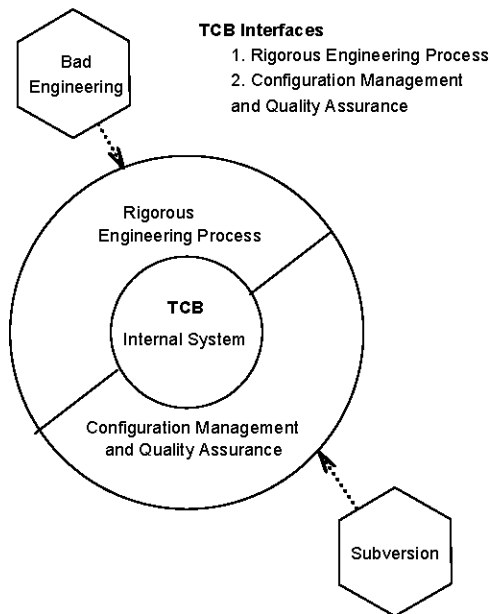 Bad
Engineering
TCB Interfaces
1. Rigorous Engineering Process
2. Configuration Management
and Quality Assurance
Rigorous
Engineering Process
TCB
Internal System
Configuration Management
and Quality Assurance
Subversion